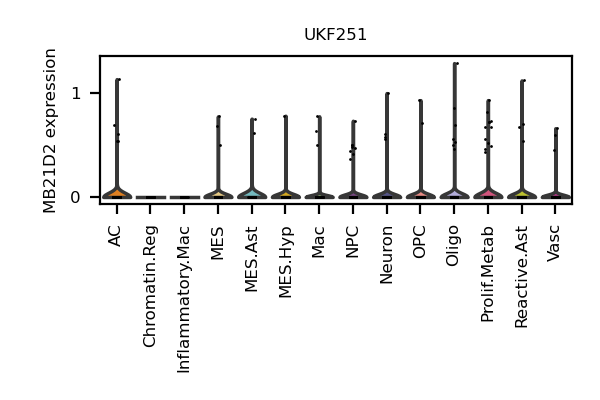 UKF251
MB21D2 expression
1
0
AC
Chromatin.Reg
Inflammatory.Mac
MES
MES.Ast
MES.Hyp
Mac
NPC
Neuron
OPC
Oligo
Prolif.Metab
Reactive.Ast
Vasc